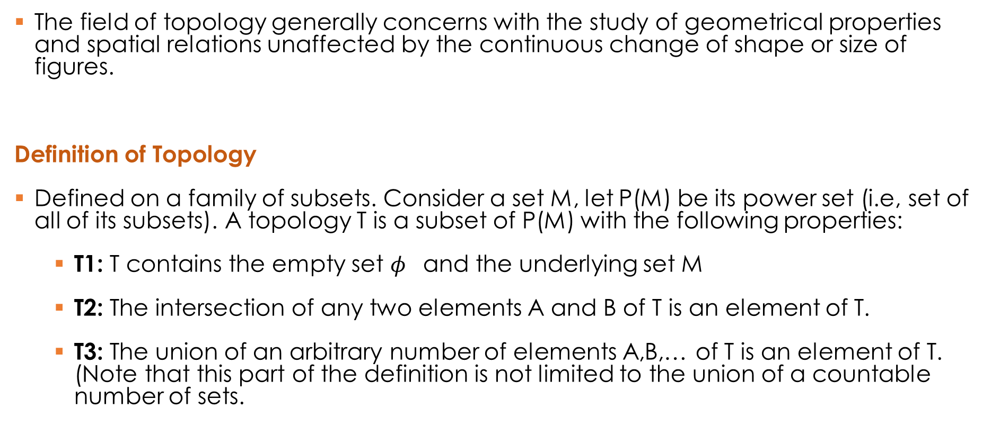 ▪ The field of topology generally concerns with the study of geometrical properties
and spatial relations unaffected by the continuous change of shape or size of
figures.
Definition of Topology
▪ Defined on a family of subsets. Consider a set M, let P(M) be its power set (i.e, set of
all of its subsets). A topology T is a subset of P(M) with the following properties:
▪ T1: T contains the empty set ϕ and the underlying set M
▪ T2: The intersection of any two elements A and B of T is an element of T.
▪ T3: The union of an arbitrary number of elements A,B,… of T is an element of T.
(Note that this part of the definition is not limited to the union of a countable
number of sets.